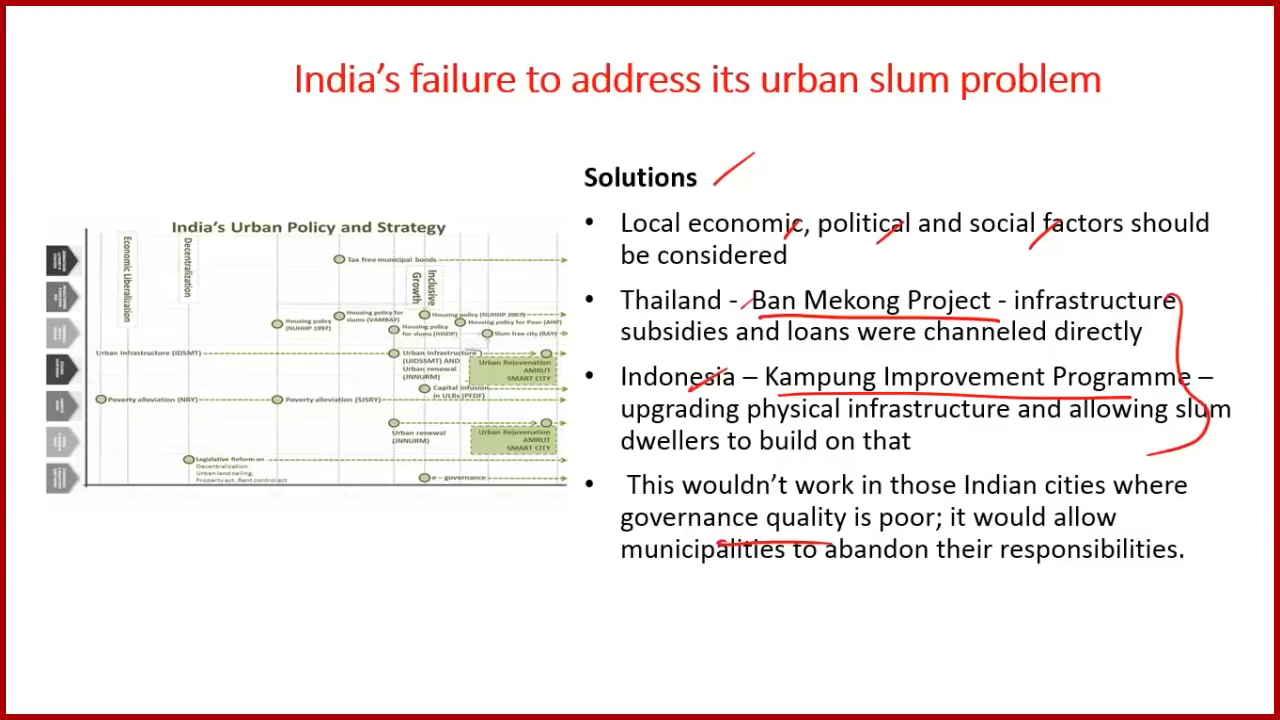 India's failure to address its urban slum problem
Solutions
• Local economic, political and social factors should
be considered
• Thailand - Ban Mekong Project - infrastructure
subsidies and loans were channeled directly
• Indonesia – Kampung Improvement Programme –
upgrading physical infrastructure and allowing slum
dwellers to build on that
• This wouldn't work in those Indian cities where
governance quality is poor; it would allow
municipalities to abandon their responsibilities.
India's Urban Policy and Strategy
Economic Liberalization
Decentralization
Inclusive
Growth
Tax free municipal bonds
Housing policy
(NUHHP 1997)
Housing policy for
slums (VAMBAY)
Housing policy (NUHHP 2007)
Housing policy for Poor (AHP)
Housing policy
for slums (IHSDP)
Slum free city (RAY)
Urban Infrastructure (IDSMT)
Urban Infrastructure
(UIDSSMT) AND
Urban renewal
(JNNURM)
Urban Rejuvenation
AMRUT
SMART CITY
Capital infusion
in ULBs (PFDF)
Poverty alleviation (NRY)
Poverty alleviation (SJSRY)
Urban renewal
(JNNURM)
Urban Rejuvenation
AMRUT
SMART CITY
Legislative Reform on
Decentralization
Urban land ceiling,
Property act, Rent control act
e – governance